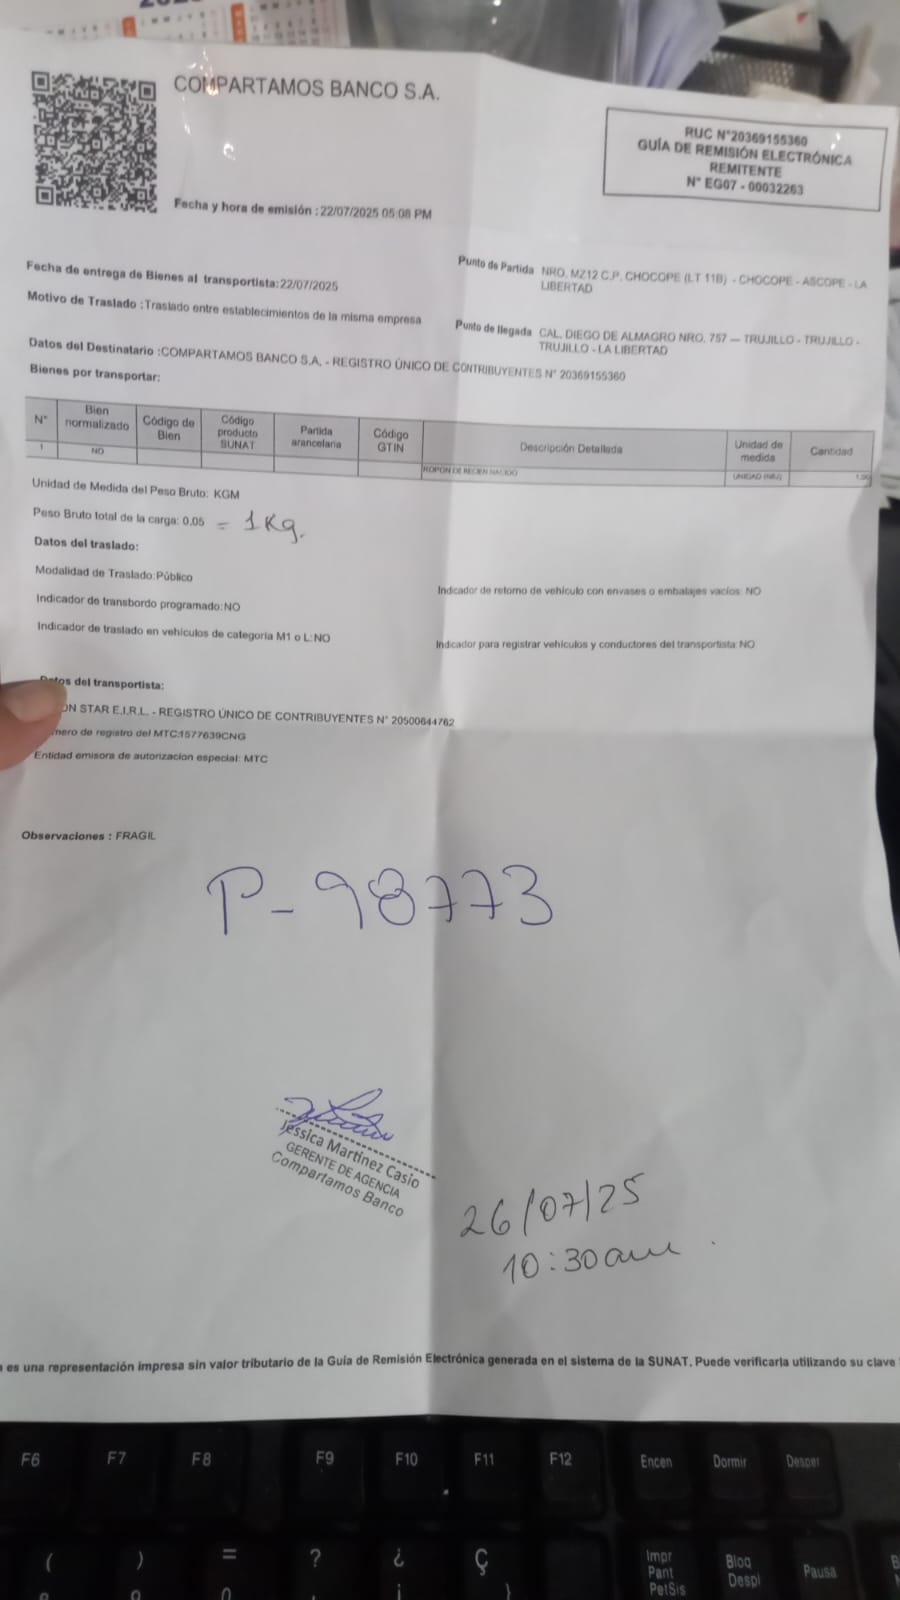 COMPARTAMOS BANCO S.A.
RUC N°20369155360
GUÍA DE REMISIÓN ELECTRÓNICA
REMITENTE
N° EG07 - 00032263
Fecha y hora de emisión : 22/07/2025 05:08 PM
Fecha de entrega de Bienes al transportista: 22/07/2025
Punto de Partida NRO. MZ12 C.P. CHOCOPE (LT 11B) - CHOCOPE - ASCOPE - LA
LIBERTAD
Motivo de Traslado : Traslado entre establecimientos de la misma empresa
Punto de llegada CAL. DIEGO DE ALMAGRO NRO. 757 — TRUJILLO - TRUJILLO -
TRUJILLO - LA LIBERTAD
Datos del Destinatario : COMPARTAMOS BANCO S.A. - REGISTRO ÚNICO DE CONTRIBUYENTES N° 20369155360
Bienes por transportar:
N° Bien normalizado Código de Bien Código producto SUNAT Partida arancelaria Código GTIN Descripción Detallada Unidad de medida Cantidad
1 NO ROPON DE RECIEN NACIDO UNIDAD (NIU)
Unidad de Medida del Peso Bruto: KGM
Peso Bruto total de la carga: 0.05 = 1Kg.
Datos del traslado:
Modalidad de Traslado: Público
Indicador de retorno de vehículo con envases o embalajes vacíos: NO
Indicador de transbordo programado: NO
Indicador de traslado en vehículos de categoría M1 o L: NO
Indicador para registrar vehículos y conductores del transportista: NO
Datos del transportista:
ON STAR E.I.R.L. - REGISTRO ÚNICO DE CONTRIBUYENTES N° 20500644762
mero de registro del MTC:1577639CNG
Entidad emisora de autorizacion especial: MTC
Observaciones : FRAGIL
P-98773
Jessica Martínez Casio
GERENTE DE AGENCIA
Compartamos Banco
26/07/25
10:30am
es una representación impresa sin valor tributario de la Guía de Remisión Electrónica generada en el sistema de la SUNAT. Puede verificarla utilizando su clave
F6 F7 F8 F9 F10 F11 F12 Encen Dormir Desper
( ) = ? ¿ Ç Impr Pant PetSis Bloq Despl Pausa